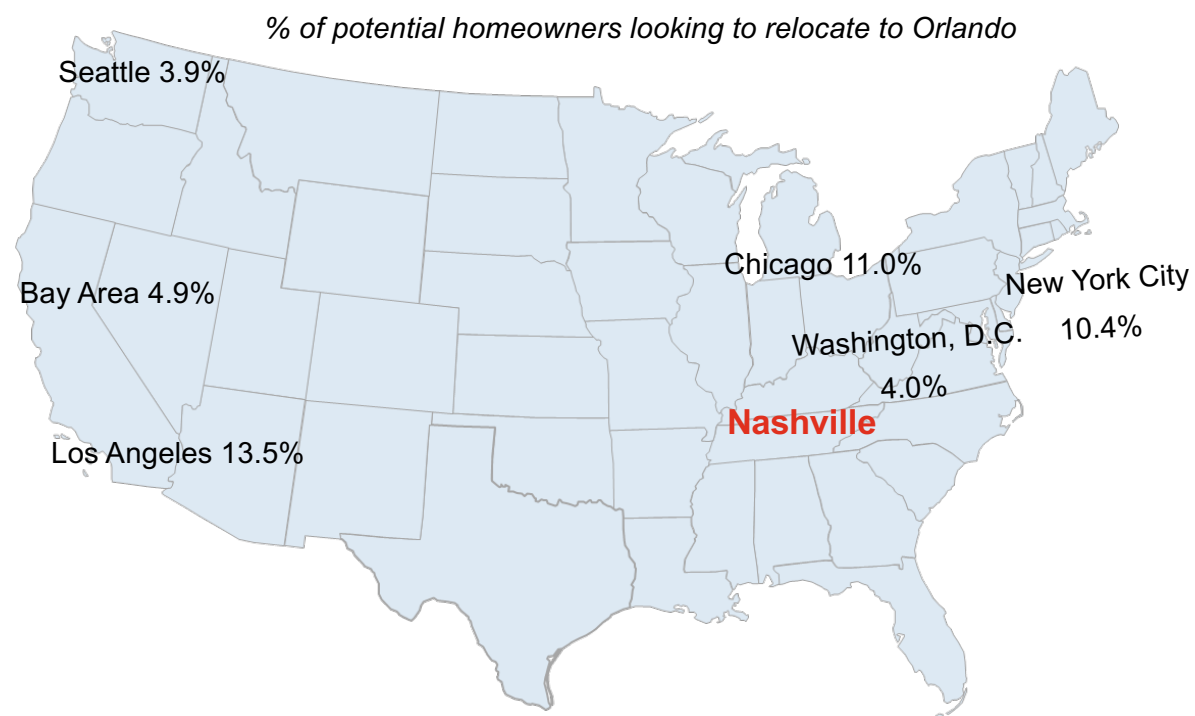 % of potential homeowners looking to relocate to Orlando
Seattle 3.9%
Chicago 11.0%
New York City
10.4%
Bay Area 4.9%
Washington, D.C.
4.0%
Nashville
Los Angeles 13.5%